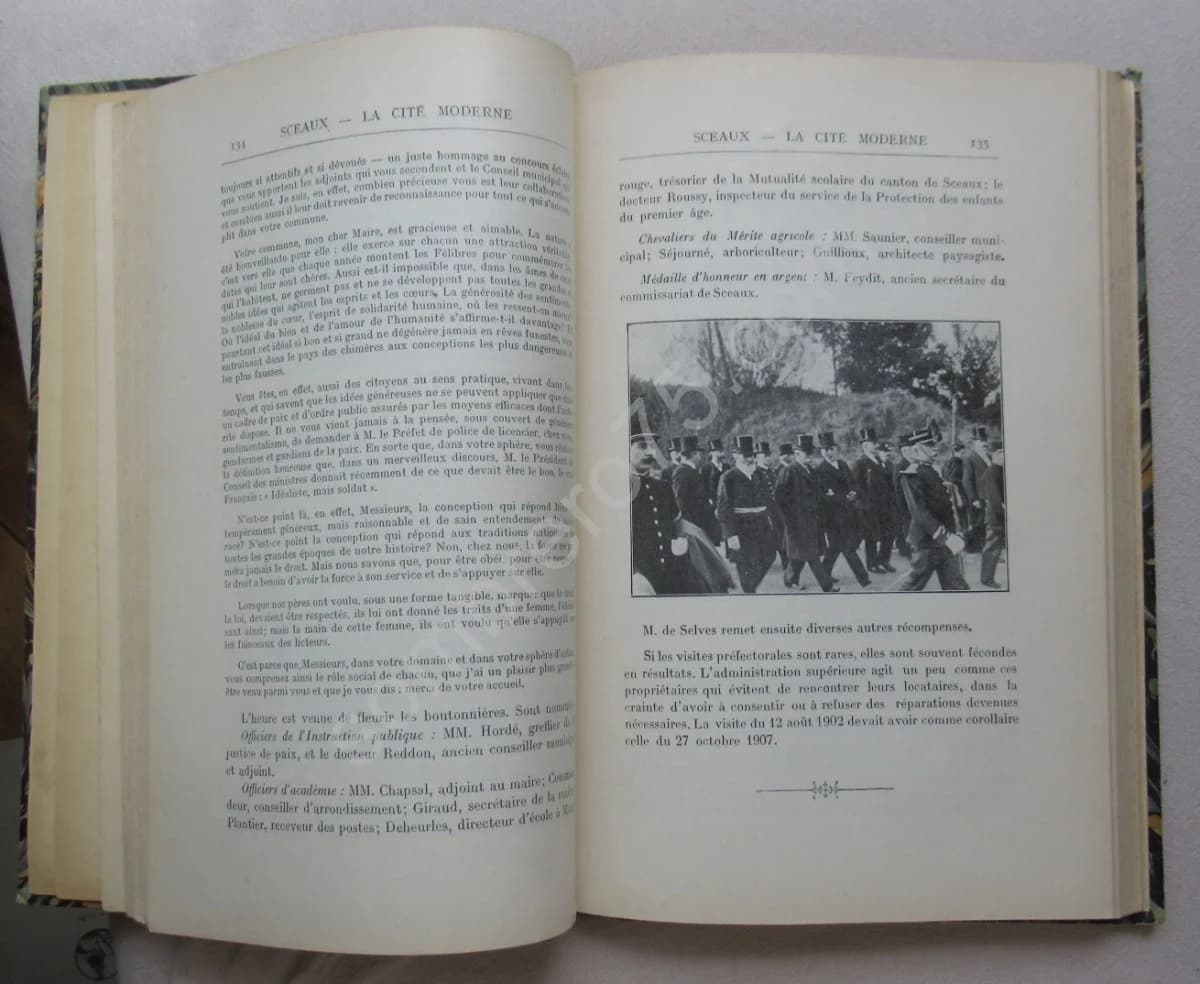 134
SCEAUX — LA CITÉ MODERNE
toujours si attentifs et si dévoués — un juste hommage au concours
que vous apportent les adjoints qui vous secondent et le Conseil municipal
vous soutient. Je sais, en effet, combien précieuse vous est leur
et combien aussi il leur doit revenir de reconnaissance pour tout ce qui
plit dans votre commune.
Votre commune, mon cher Maire, est gracieuse et aimable. La nature
été bienveillante pour elle ; elle exerce sur chacun une attraction
c'est vers elle que chaque année montent les Félibres pour commémorer
dates qui leur sont chères. Aussi est-il impossible que, dans les âmes de
qui l'habitent, ne germent pas et ne se développent pas toutes les grandes
nobles idées qui agitent les esprits et les cœurs. La générosité des
la noblesse du cœur, l'esprit de solidarité humaine, où les ressent-on
Où l'idéal du bien et de l'amour de l'humanité s'affirme-t-il davantage?
pourtant cet idéal si bon et si grand ne dégénère jamais en rêves funestes,
entraînant dans le pays des chimères aux conceptions les plus dangereuses
les plus fausses.
Vous êtes, en effet, aussi des citoyens au sens pratique, vivant dans
temps, et qui savent que les idées généreuses ne se peuvent appliquer que
un cadre de paix et d'ordre public assurés par les moyens efficaces dont
rité dispose. Il ne vous vient jamais à la pensée, sous couvert de
sentimentalisme, de demander à M. le Préfet de police de licencier, chez
gendarmes et gardiens de la paix. En sorte que, dans votre sphère, vous
la définition heureuse que, dans un merveilleux discours, M. le Président
Conseil des ministres donnait récemment de ce que devait être le bon, le
Français : « Idéaliste, mais soldat ».
N'est-ce point là, en effet, Messieurs, la conception qui répond
tempérament généreux, mais raisonnable et de sain entendement de
race? N'est-ce point la conception qui répond aux traditions
toutes les grandes époques de notre histoire? Non, chez nous, la force
mera jamais le droit. Mais nous savons que, pour être obéi, pour être
le droit a besoin d'avoir la force à son service et de s'appuyer sur elle.
Lorsque nos pères ont voulu, sous une forme tangible, marquer que le
la loi, devaient être respectés, ils lui ont donné les traits d'une femme,
sant ainsi; mais la main de cette femme, ils ont voulu qu'elle s'appuyât
les faisceaux des licteurs.
C'est parce que, Messieurs, dans votre domaine et dans votre sphère
vous comprenez ainsi le rôle social de chacun, que j'ai un plaisir plus
être venu parmi vous et que je vous dis : merci de votre accueil.
L'heure est venue de fleurir les boutonnières. Sont
Officiers de l'Instruction publique : MM. Hordé, greffier de
justice de paix, et le docteur Reddon, ancien conseiller
et adjoint.
Officiers d'académie : MM. Chapsal, adjoint au maire;
deur, conseiller d'arrondissement; Giraud, secrétaire de la
Plantier, receveur des postes; Deheurles, directeur d'école à
SCEAUX — LA CITÉ MODERNE
135
rouge, trésorier de la Mutualité scolaire du canton de Sceaux; le
docteur Roussy, inspecteur du service de la Protection des enfants
du premier âge.
Chevaliers du Mérite agricole : MM. Saunier, conseiller muni-
cipal; Séjourné, arboriculteur; Guillioux, architecte paysagiste.
Médaille d'honneur en argent : M. Feydit, ancien secrétaire du
commissariat de Sceaux.
M. de Selves remet ensuite diverses autres récompenses.
Si les visites préfectorales sont rares, elles sont souvent fécondes
en résultats. L'administration supérieure agit un peu comme ces
propriétaires qui évitent de rencontrer leurs locataires, dans la
crainte d'avoir à consentir ou à refuser des réparations devenues
nécessaires. La visite du 12 août 1902 devait avoir comme corollaire
celle du 27 octobre 1907.